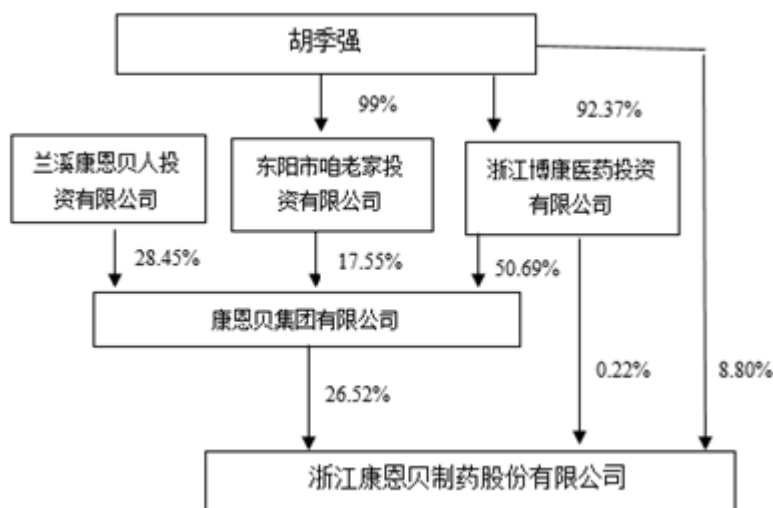 胡季强
99%
92.37%
兰溪康恩贝人投
资有限公司
东阳市咱老家投
资有限公司
浙江博康医药投资
有限公司
28.45%
17.55%
50.69%
康恩贝集团有限公司
26.52%
0.22%
8.80%
浙江康恩贝制药股份有限公司